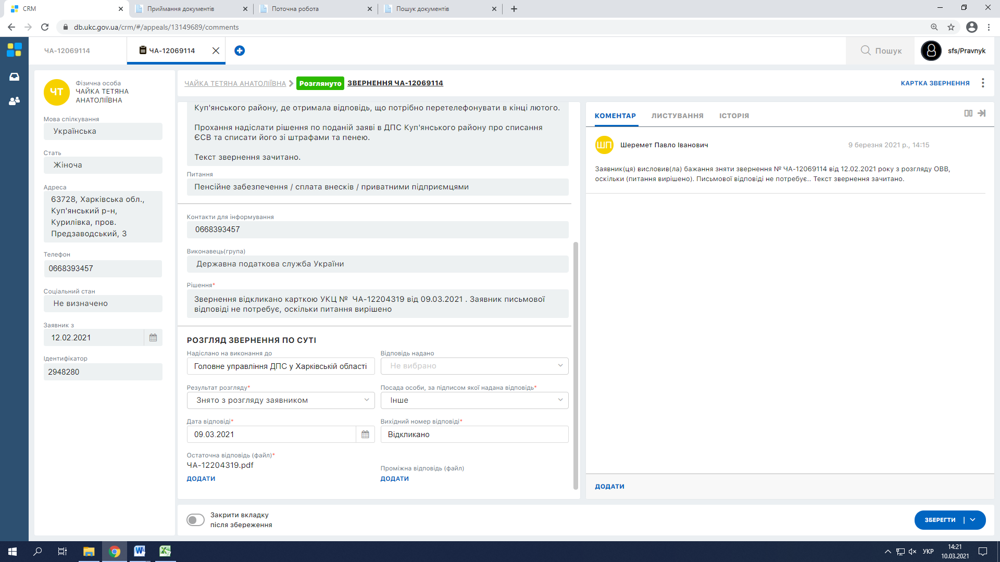 CRM
Приймання документів
Поточна робота
Пошук документів
db.ukc.gov.ua/crm/#/appeals/13149689/comments
ЧА-12069114
ЧА-12069114
Пошук
sfs/Pravnyk
ЧТ
Фізична особа
ЧАЙКА ТЕТЯНА
АНАТОЛІЇВНА
Мова спілкування
Українська
Стать
Жіноча
Адреса
63728, Харківська обл.,
Куп'янський р-н,
Курилівка, пров.
Предзаводський, 3
Телефон
0668393457
Соціальний стан
Не визначено
Заявник з
12.02.2021
Ідентифікатор
2948280
ЧАЙКА ТЕТЯНА АНАТОЛІЇВНА
Розглянуто
ЗВЕРНЕННЯ ЧА-12069114
КАРТКА ЗВЕРНЕННЯ
Куп'янського району, де отримала відповідь, що потрібно перетелефонувати в кінці лютого.
Прохання надіслати рішення по поданій заяві в ДПС Куп'янського району про списання
ЄСВ та списати його зі штрафами та пенею.
Текст звернення зачитано.
Питання
Пенсійне забезпечення / сплата внесків / приватними підприємцями
Контакти для інформування
0668393457
Виконавець(група)
Державна податкова служба України
Рішення*
Звернення відкликано карткою УКЦ №  ЧА-12204319 від 09.03.2021 . Заявник письмової
відповіді не потребує, оскільки питання вирішено
РОЗГЛЯД ЗВЕРНЕННЯ ПО СУТІ
Надіслано на виконання до
Головне управління ДПС у Харківській області
Відповідь надано
Не вибрано
Результат розгляду*
Знято з розгляду заявником
Посада особи, за підписом якої надана відповідь*
Інше
Дата відповіді*
09.03.2021
Вихідний номер відповіді*
Відкликано
Остаточна відповідь (файл)*
ЧА-12204319.pdf
ДОДАТИ
Проміжна відповідь (файл)
ДОДАТИ
Закрити вкладку
після збереження
КОМЕНТАР
ЛИСТУВАННЯ
ІСТОРІЯ
ШП
Шеремет Павло Іванович
9 березня 2021 р., 14:15
Заявник(ця) висловив(ла) бажання зняти звернення № ЧА-12069114 від 12.02.2021 року з розгляду ОВВ,
оскільки (питання вирішено). Письмової відповіді не потребує.. Текст звернення зачитано.
ДОДАТИ
ЗБЕРЕГТИ
УКР
14:21
10.03.2021